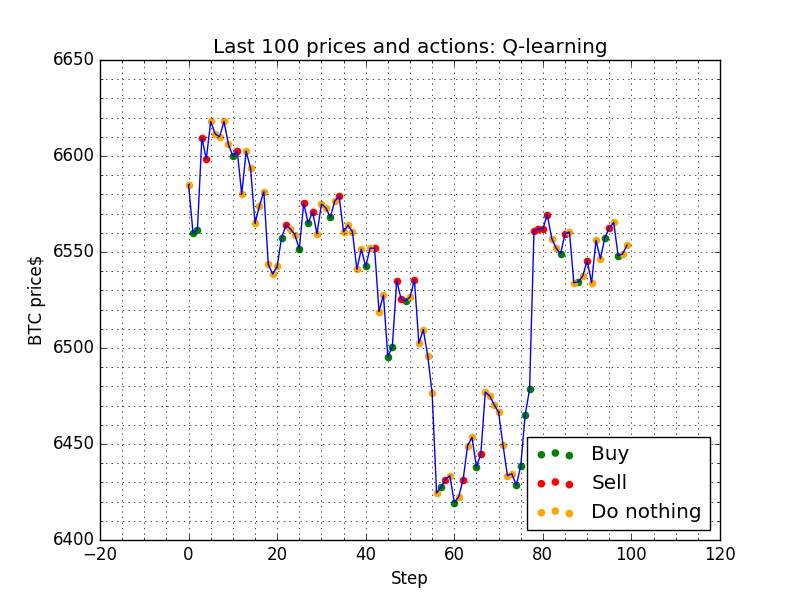 Last 100 prices and actions: Q-learning
6650
6600
6550
6500
6450
6400
BTC price$
Buy
Sell
Do nothing
−20
0
20
40
60
80
100
120
Step